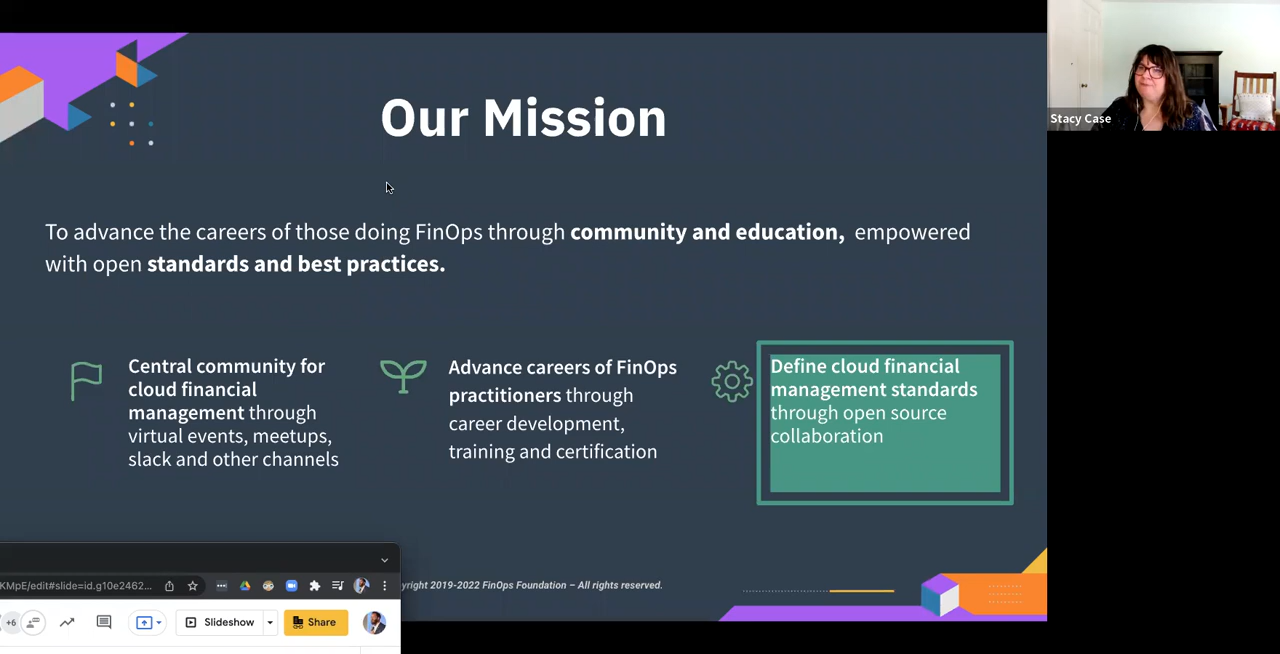 Our Mission
Stacy Case
To advance the careers of those doing FinOps through community and education, empowered
with open standards and best practices.
Central community for
cloud financial
management through
virtual events, meetups,
slack and other channels
Advance careers of FinOps
practitioners through
career development,
training and certification
Define cloud financial
management standards
through open source
collaboration
KMpE/edit#slide=id.g10e2462...
+6
Slideshow
Share
yright 2019-2022 FinOps Foundation – All rights reserved.